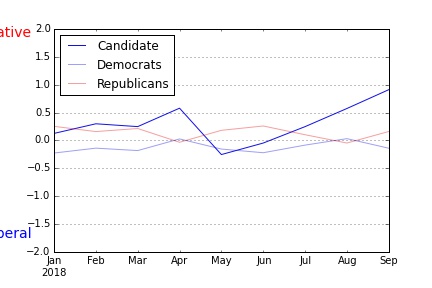 ative
2.0
1.5
1.0
0.5
0.0
−0.5
−1.0
−1.5
−2.0
beral
Candidate
Democrats
Republicans
Jan Feb Mar Apr May Jun Jul Aug Sep
2018